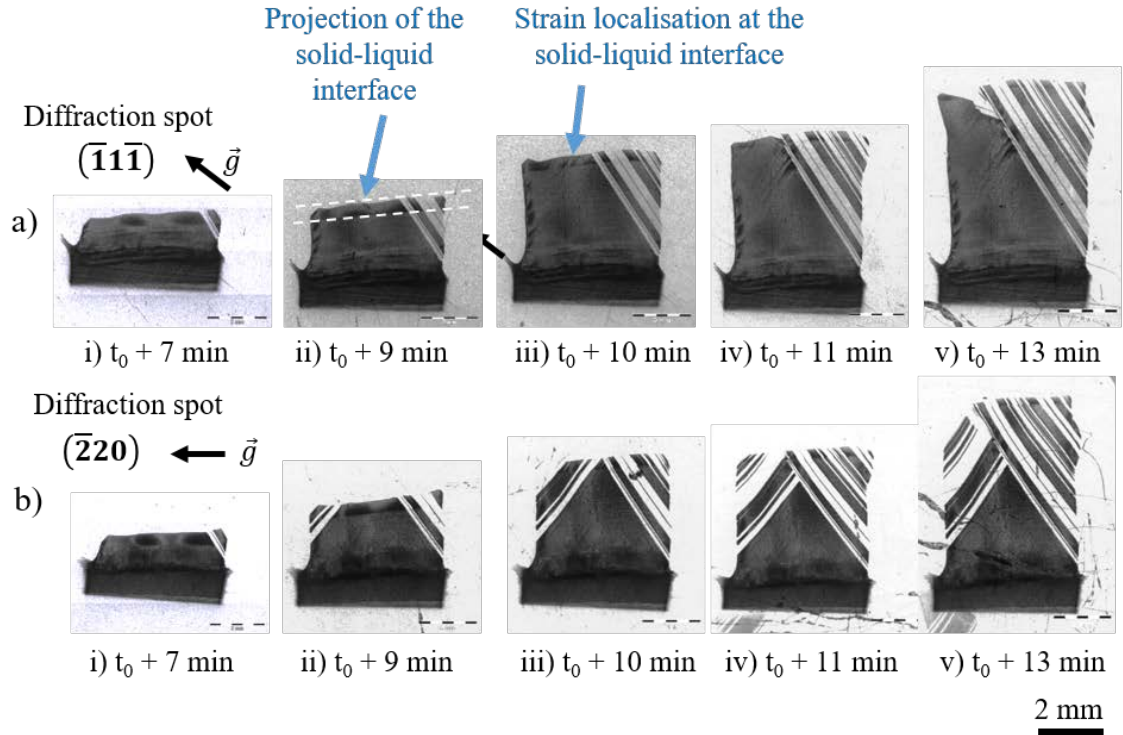 Projection of the
solid-liquid
interface
Strain localisation at the
solid-liquid interface
Diffraction spot
(1̅11̅) g⃗
a)
i) t₀ + 7 min
ii) t₀ + 9 min
iii) t₀ + 10 min
iv) t₀ + 11 min
v) t₀ + 13 min
Diffraction spot
(2̅20) g⃗
b)
i) t₀ + 7 min
ii) t₀ + 9 min
iii) t₀ + 10 min
iv) t₀ + 11 min
v) t₀ + 13 min
2 mm